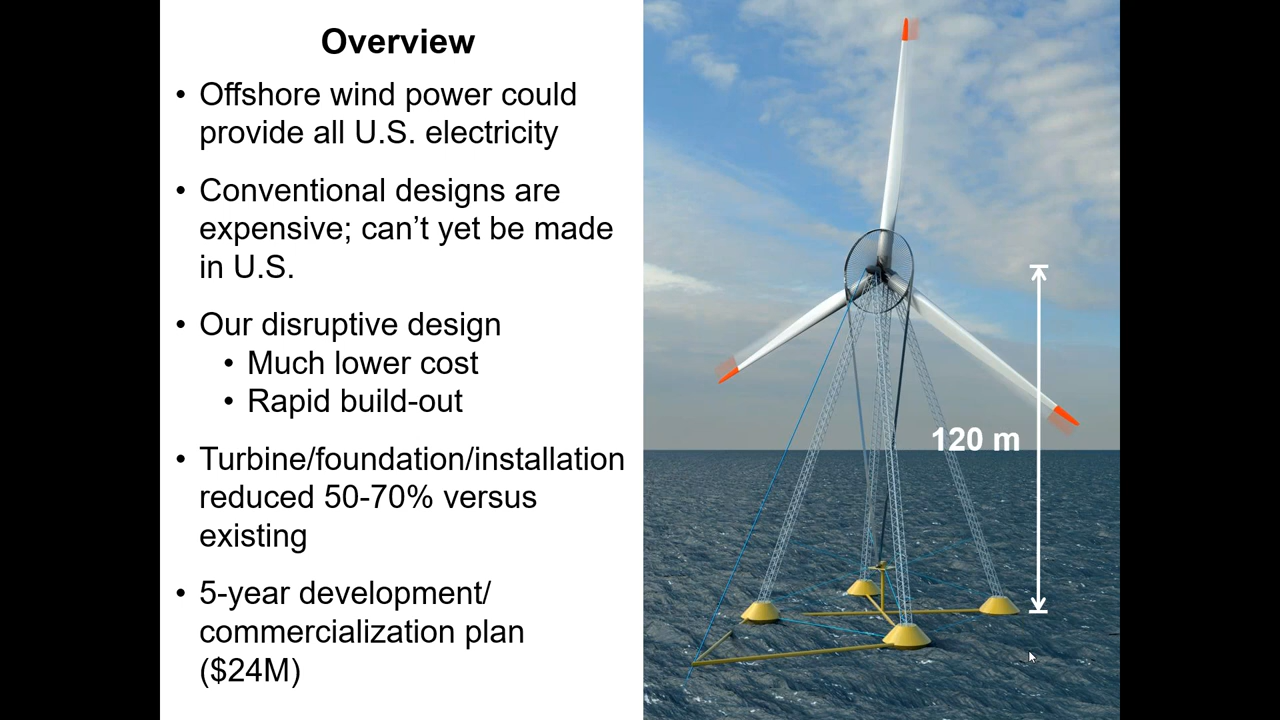 Overview
• Offshore wind power could
provide all U.S. electricity
• Conventional designs are
expensive; can’t yet be made
in U.S.
• Our disruptive design
• Much lower cost
• Rapid build-out
• Turbine/foundation/installation
reduced 50-70% versus
existing
• 5-year development/
commercialization plan
($24M)
120 m